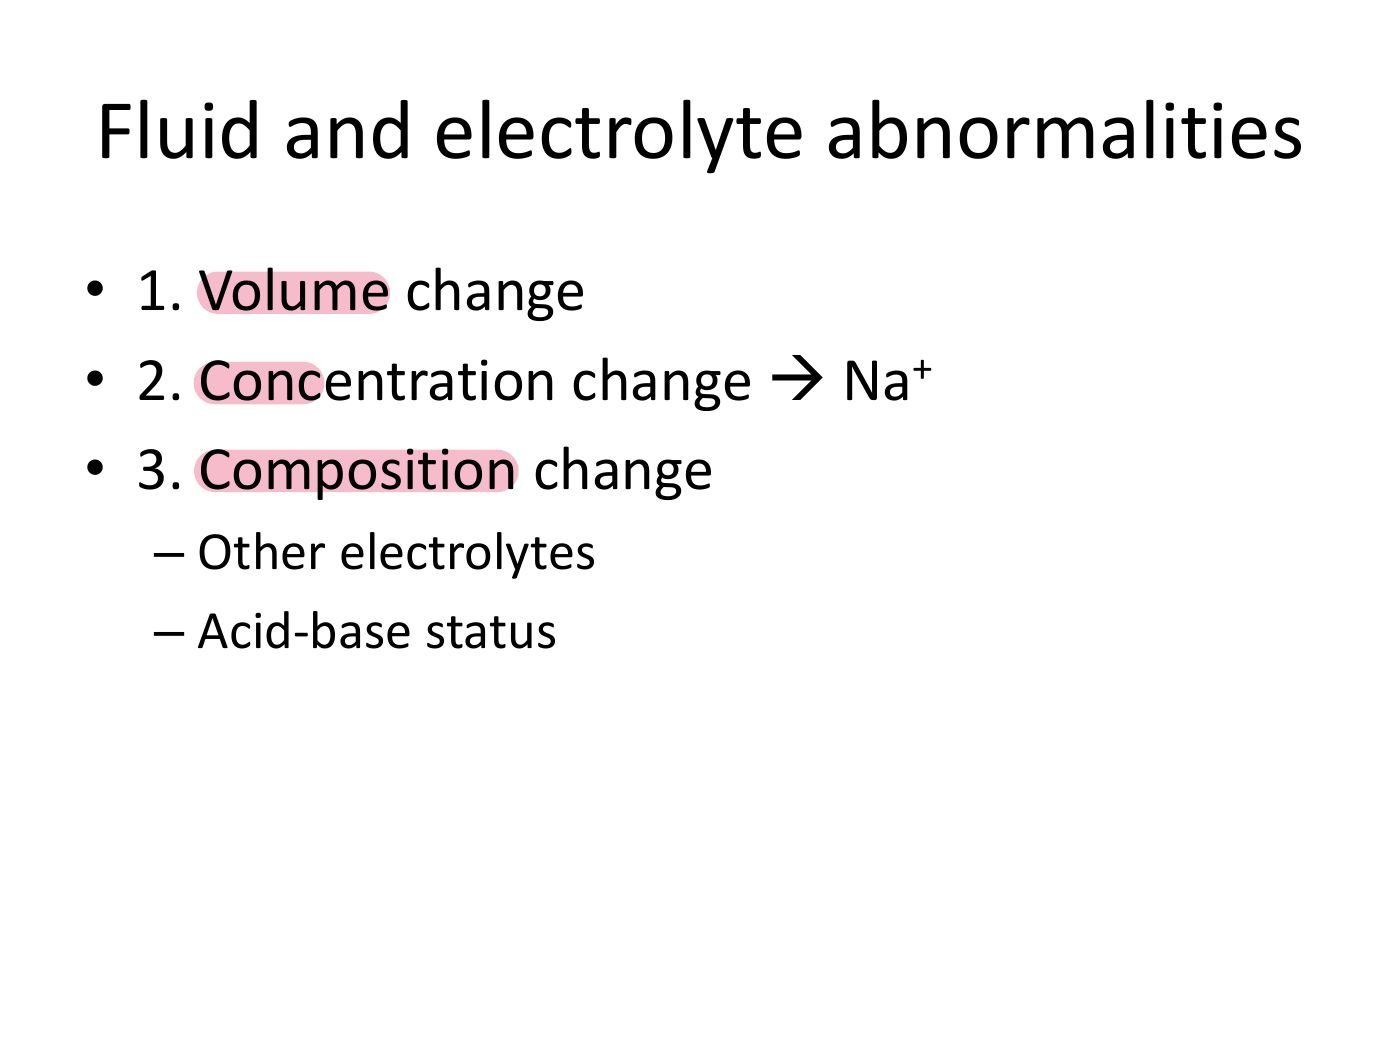 Fluid and electrolyte abnormalities
• 1. Volume change
• 2. Concentration change → Na⁺
• 3. Composition change
– Other electrolytes
– Acid-base status